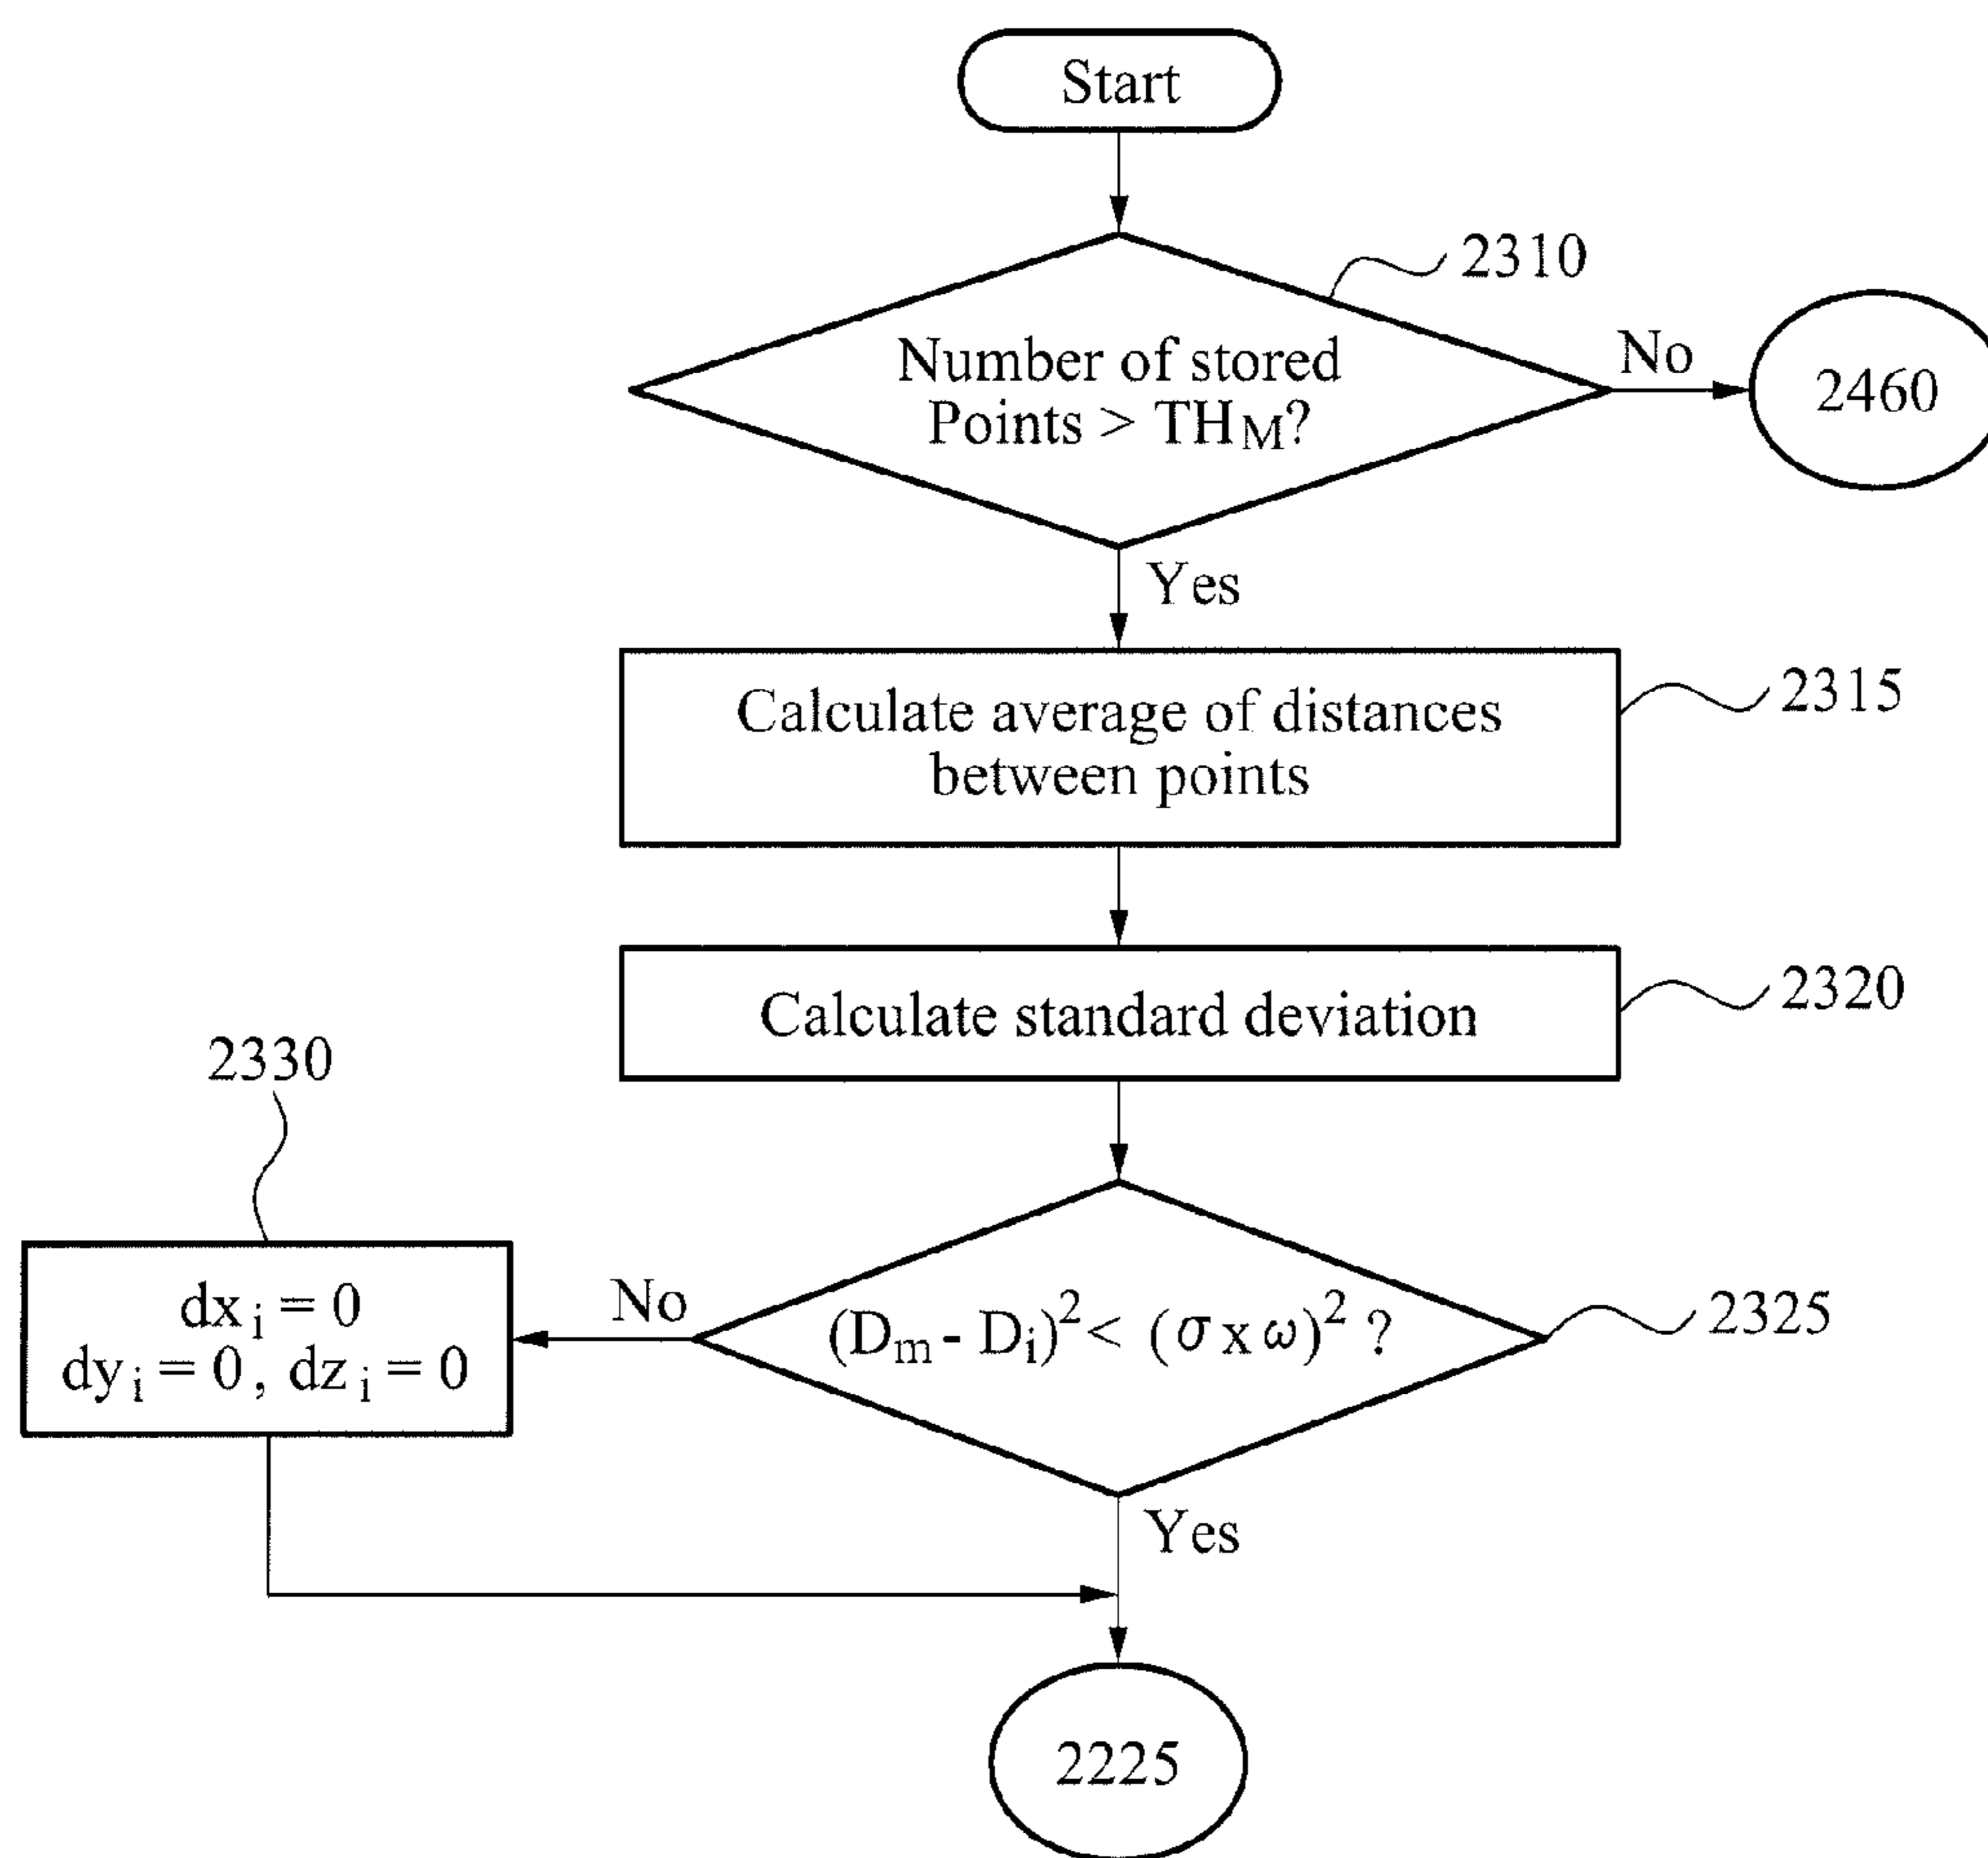 Start
2310
Number of stored
Points > THM?
No
2460
Yes
Calculate average of distances
between points
2315
Calculate standard deviation
2320
2330
dxi = 0
dyi = 0, dzi = 0
No
(Dm - Di)2 < (σ x ω)2 ?
2325
Yes
2225